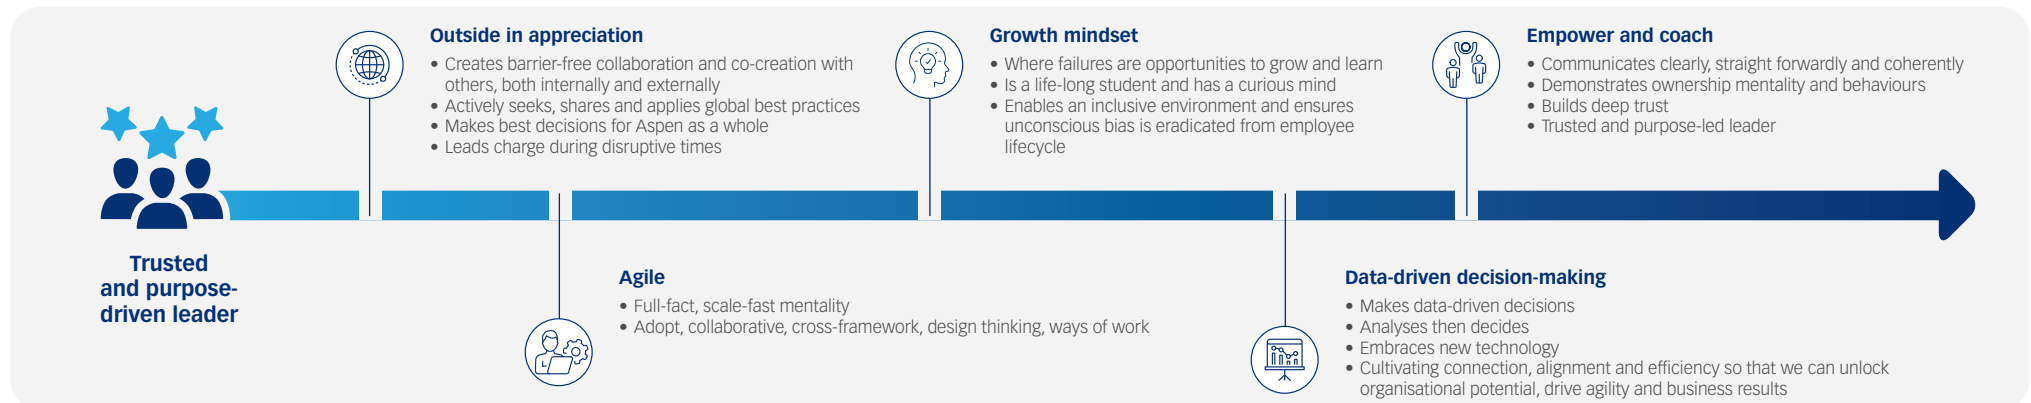 Trusted
and purpose-
driven leader
Outside in appreciation
• Creates barrier-free collaboration and co-creation with
others, both internally and externally
• Actively seeks, shares and applies global best practices
• Makes best decisions for Aspen as a whole
• Leads charge during disruptive times
Agile
• Full-fact, scale-fast mentality
• Adopt, collaborative, cross-framework, design thinking, ways of work
Growth mindset
• Where failures are opportunities to grow and learn
• Is a life-long student and has a curious mind
• Enables an inclusive environment and ensures
unconscious bias is eradicated from employee
lifecycle
Data-driven decision-making
• Makes data-driven decisions
• Analyses then decides
• Embraces new technology
• Cultivating connection, alignment and efficiency so that we can unlock
organisational potential, drive agility and business results
Empower and coach
• Communicates clearly, straight forwardly and coherently
• Demonstrates ownership mentality and behaviours
• Builds deep trust
• Trusted and purpose-led leader